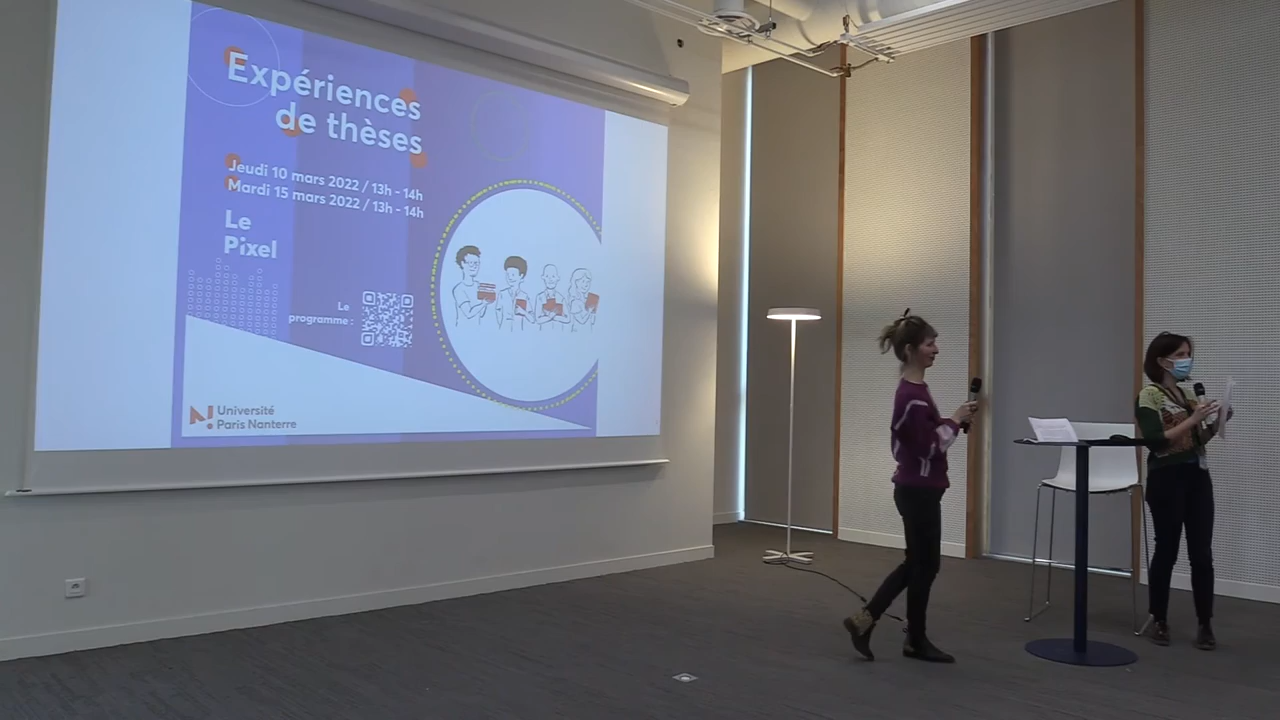 Expériences
de thèses
Jeudi 10 mars 2022 / 13h - 14h
Mardi 15 mars 2022 / 13h - 14h
Le
Pixel
Le
programme :
Université
Paris Nanterre